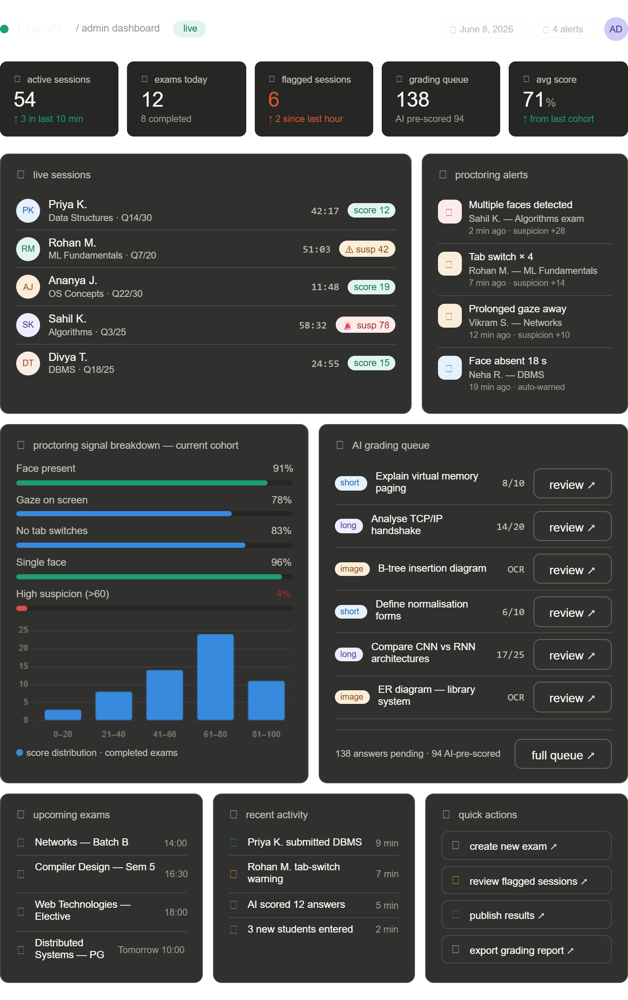 ExamAI / admin dashboard live June 8, 2026 4 alerts AD
active sessions
54
↑ 3 in last 10 min
exams today
12
8 completed
flagged sessions
6
↑ 2 since last hour
grading queue
138
AI pre-scored 94
avg score
71%
↑ from last cohort
live sessions
PK Priya K. 42:17 score 12
Data Structures · Q14/30
RM Rohan M. 51:03 ⚠ susp 42
ML Fundamentals · Q7/20
AJ Ananya J. 11:48 score 19
OS Concepts · Q22/30
SK Sahil K. 58:32 🚨 susp 78
Algorithms · Q3/25
DT Divya T. 24:55 score 15
DBMS · Q18/25
proctoring alerts
Multiple faces detected
Sahil K. — Algorithms exam
2 min ago · suspicion +28
Tab switch × 4
Rohan M. — ML Fundamentals
7 min ago · suspicion +14
Prolonged gaze away
Vikram S. — Networks
12 min ago · suspicion +10
Face absent 18 s
Neha R. — DBMS
19 min ago · auto-warned
proctoring signal breakdown — current cohort
Face present 91%
Gaze on screen 78%
No tab switches 83%
Single face 96%
High suspicion (>60) 4%
25
20
15
10
5
0
0–20 21–40 41–60 61–80 81–100
score distribution · completed exams
AI grading queue
short Explain virtual memory
paging 8/10 review ↗
long Analyse TCP/IP
handshake 14/20 review ↗
image B-tree insertion diagram OCR review ↗
short Define normalisation
forms 6/10 review ↗
long Compare CNN vs RNN
architectures 17/25 review ↗
image ER diagram — library
system OCR review ↗
138 answers pending · 94 AI-pre-scored full queue ↗
upcoming exams
Networks — Batch B 14:00
Compiler Design — Sem 5 16:30
Web Technologies —
Elective 18:00
Distributed
Systems — PG Tomorrow 10:00
recent activity
Priya K. submitted DBMS 9 min
Rohan M. tab-switch
warning 7 min
AI scored 12 answers 5 min
3 new students entered 2 min
quick actions
create new exam ↗
review flagged sessions ↗
publish results ↗
export grading report ↗